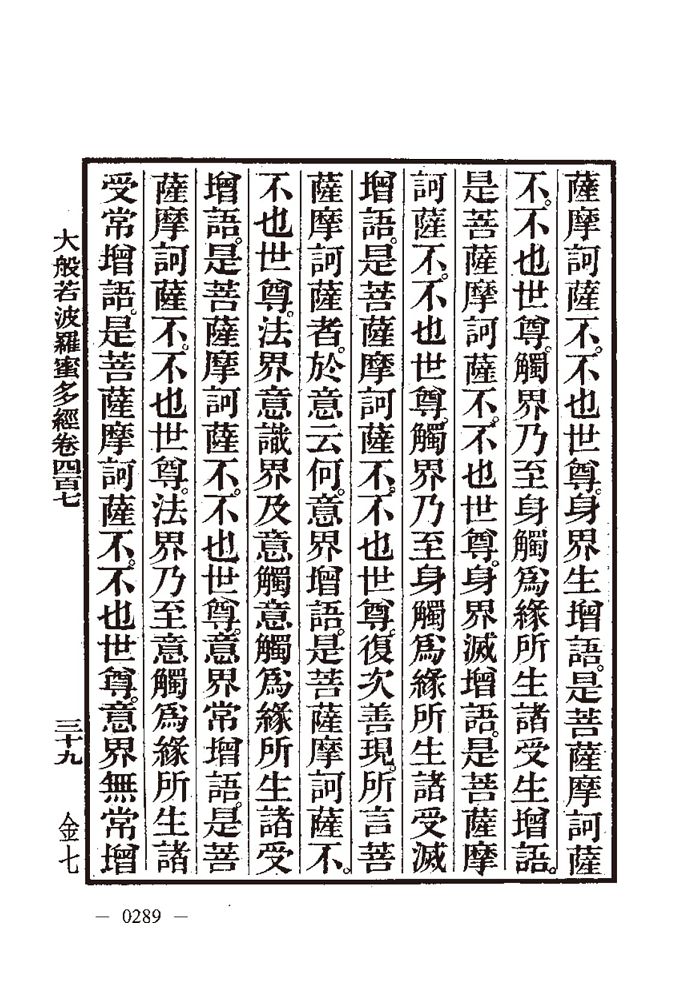 薩摩訶薩不。不也世尊。身界生增語。是菩薩摩訶薩
不。不也世尊。觸界乃至身觸爲緣所生諸受生增語。
是菩薩摩訶薩不。不也世尊。身界滅增語。是菩薩摩
訶薩不。不也世尊。觸界乃至身觸爲緣所生諸受滅
增語。是菩薩摩訶薩不。不也世尊。復次善現。所言菩
薩摩訶薩者。於意云何。意界增語。是菩薩摩訶薩不。
不也世尊。法界意識界及意觸意觸爲緣所生諸受
增語。是菩薩摩訶薩不。不也世尊。意界常增語。是菩
薩摩訶薩不。不也世尊。法界乃至意觸爲緣所生諸
受常增語。是菩薩摩訶薩不。不也世尊。意界無常增
大般若波羅蜜多經卷四百七 三十九 金七
— 0289 —